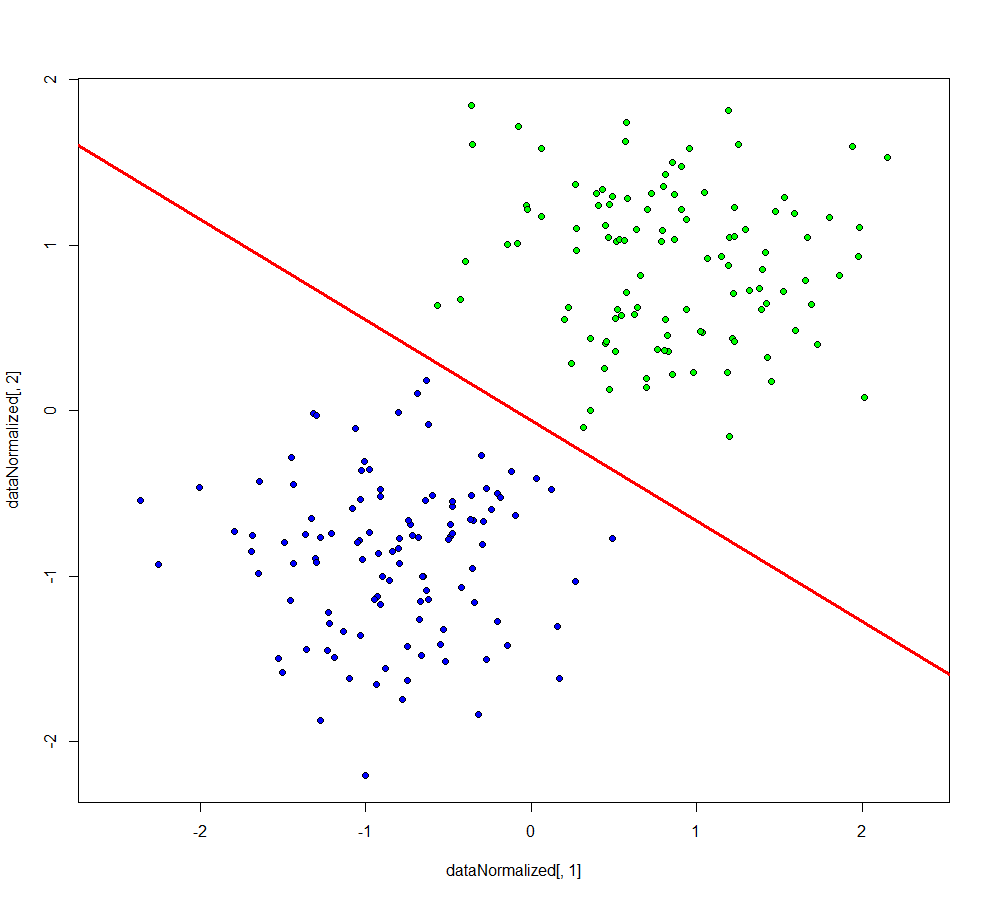 2
1
0
-1
-2
dataNormalized[, 2]
-2 -1 0 1 2
dataNormalized[, 1]